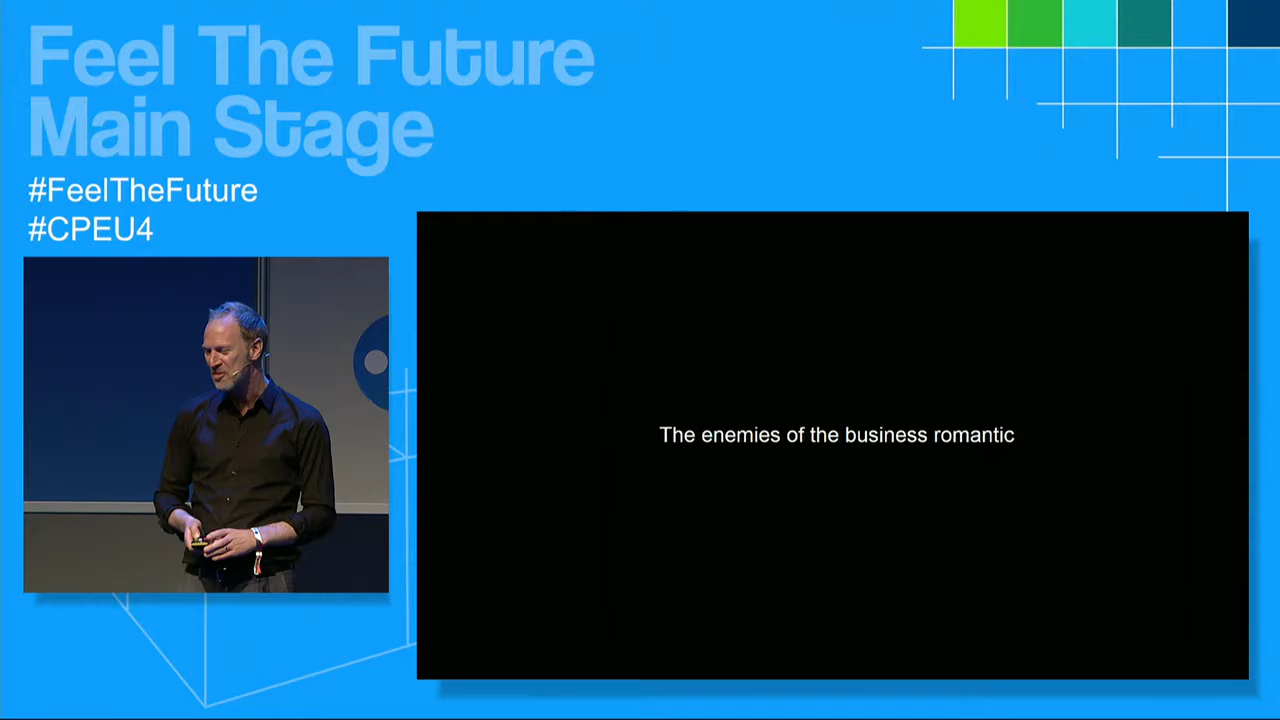 Feel The Future
Main Stage
#FeelTheFuture
#CPEU4
The enemies of the business romantic